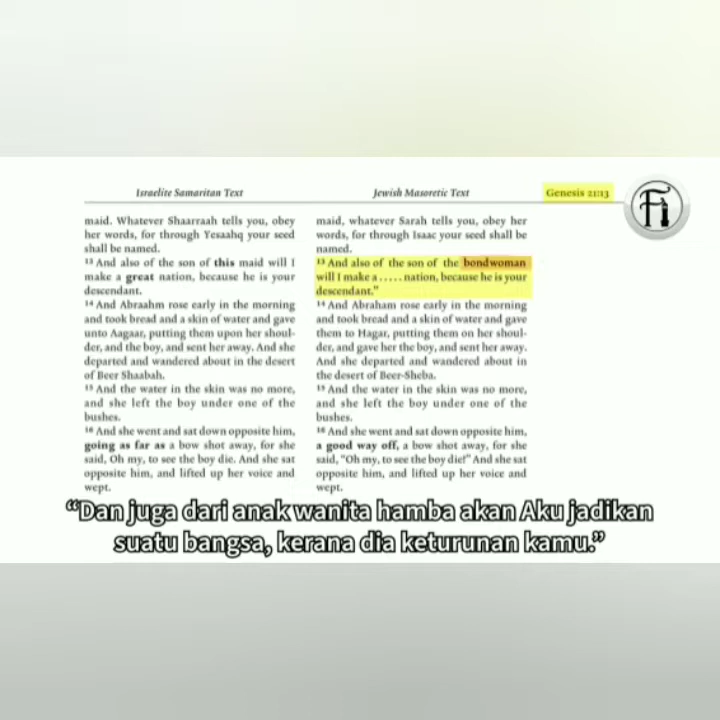 Israelite Samaritan Text
Jewish Masoretic Text
Genesis 21:13
Fi
maid. Whatever Shaarraah tells you, obey
her words, for through Yesaahq your seed
shall be named.
13 And also of the son of this maid will I
make a great nation, because he is your
descendant.
14 And Abraahm rose early in the morning
and took bread and a skin of water and gave
unto Aagaar, putting them upon her shoul-
der, and the boy, and sent her away. And she
departed and wandered about in the desert
of Beer Shaabah.
15 And the water in the skin was no more,
and she left the boy under one of the
bushes.
16 And she went and sat down opposite him,
going as far as a bow shot away, for she
said, Oh my, to see the boy die. And she sat
opposite him, and lifted up her voice and
wept.
maid, whatever Sarah tells you, obey her
words, for through Isaac your seed shall be
named.
13 And also of the son of the bondwoman
will I make a ..... nation, because he is your
descendant.”
14 And Abraham rose early in the morning
and took bread and a skin of water and gave
them to Hagar, putting them on her shoul-
der, and gave her the boy, and sent her away.
And she departed and wandered about in
the desert of Beer-Sheba.
15 And the water in the skin was no more,
and she left the boy under one of the
bushes.
16 And she went and sat down opposite him,
a good way off, a bow shot away, for she
said, “Oh my, to see the boy die!” And she sat
opposite him, and lifted up her voice and
wept.
“Dan juga dari anak wanita hamba akan Aku jadikan
suatu bangsa, kerana dia keturunan kamu.”